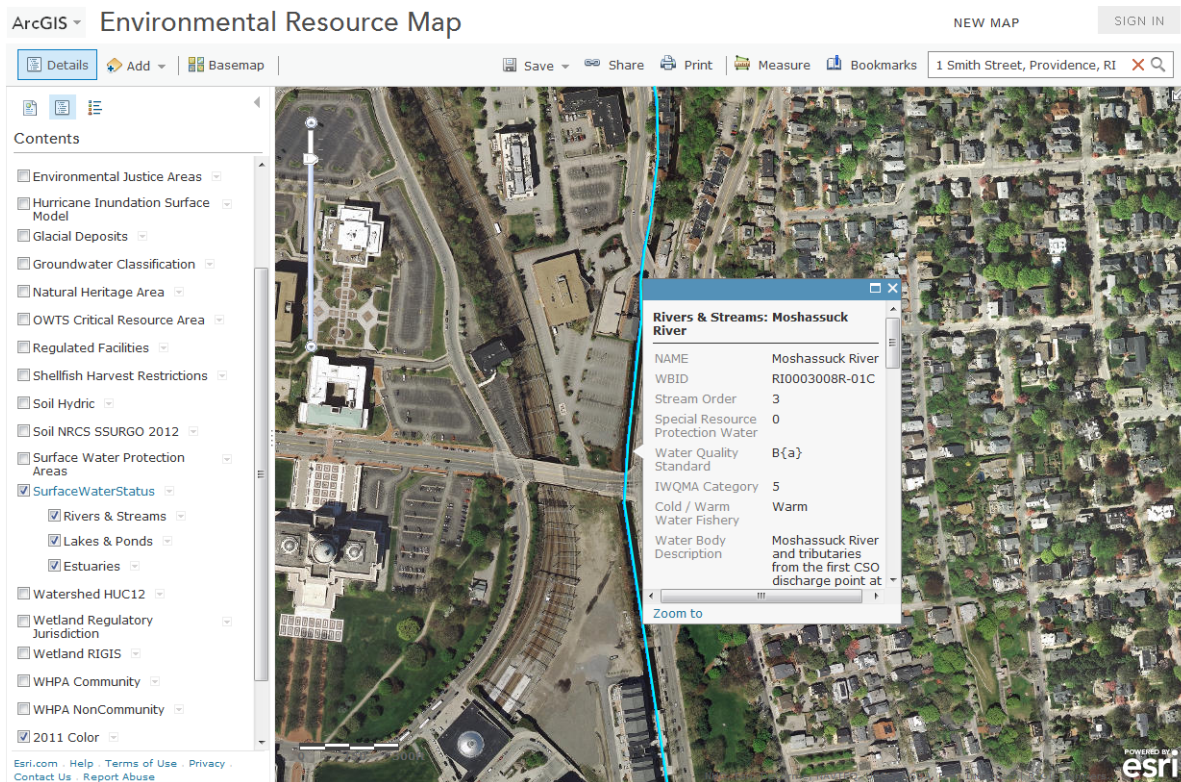 ArcGIS
Environmental Resource Map
NEW MAP
SIGN IN
Details
Add
Basemap
Save
Share
Print
Measure
Bookmarks
1 Smith Street, Providence, RI
Contents
Environmental Justice Areas
Hurricane Inundation Surface
Model
Glacial Deposits
Groundwater Classification
Natural Heritage Area
OWTS Critical Resource Area
Regulated Facilities
Shellfish Harvest Restrictions
Soil Hydric
Soil NRCS SSURGO 2012
Surface Water Protection
Areas
SurfaceWaterStatus
Rivers & Streams
Lakes & Ponds
Estuaries
Watershed HUC12
Wetland Regulatory
Jurisdiction
Wetland RIGIS
WHPA Community
WHPA NonCommunity
2011 Color
Esri.com . Help . Terms of Use . Privacy .
Contact Us . Report Abuse
Rivers & Streams: Moshassuck
River
NAME Moshassuck River
WBID RI0003008R-01C
Stream Order 3
Special Resource 0
Protection Water
Water Quality B{a}
Standard
IWQMA Category 5
Cold / Warm Warm
Water Fishery
Water Body Moshassuck River
Description and tributaries
from the first CSO
discharge point at
Zoom to
POWERED BY
esri